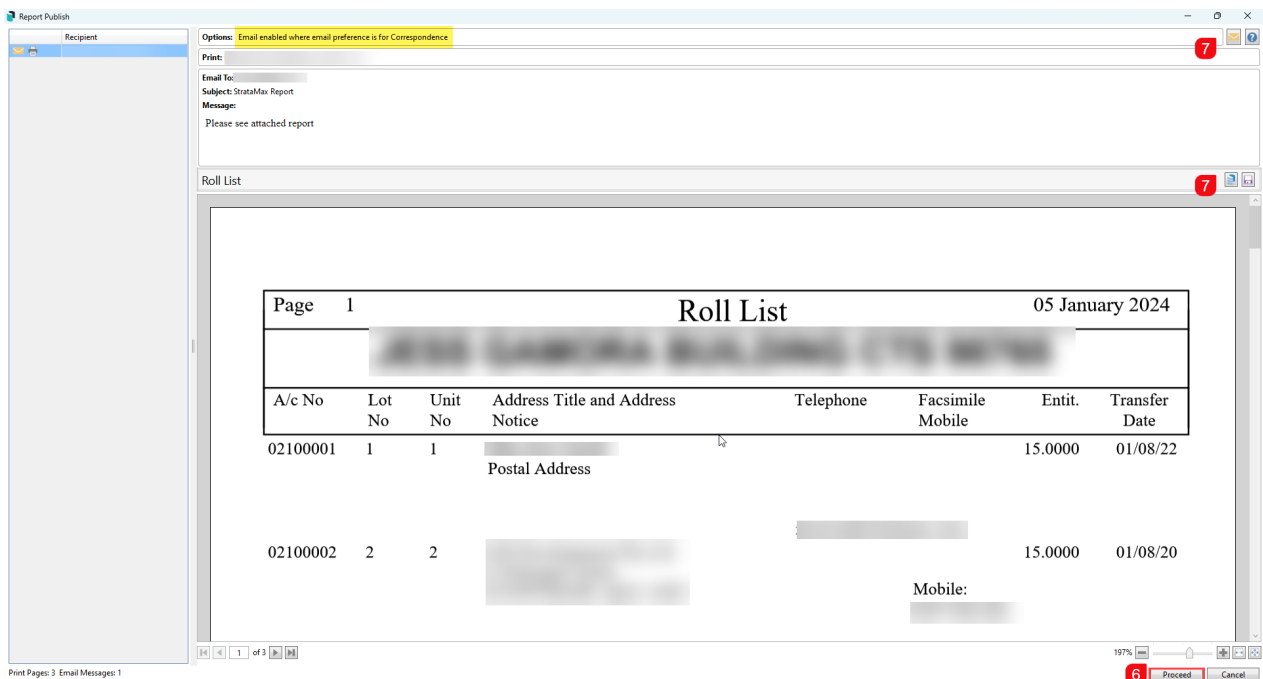 Report Publish
Recipient
Options: Email enabled where email preference is for Correspondence
7
Print:
Email To:
Subject: StrataMax Report
Message:
Please see attached report
Roll List
7
Page 1 Roll List 05 January 2024
A/c No Lot No Unit No Address Title and Address Notice Telephone Facsimile Mobile Entit. Transfer Date
02100001 1 1 15.0000 01/08/22
Postal Address
02100002 2 2 15.0000 01/08/20
Mobile:
1 of 3 197%
Print Pages: 3 Email Messages: 1
6 Proceed Cancel